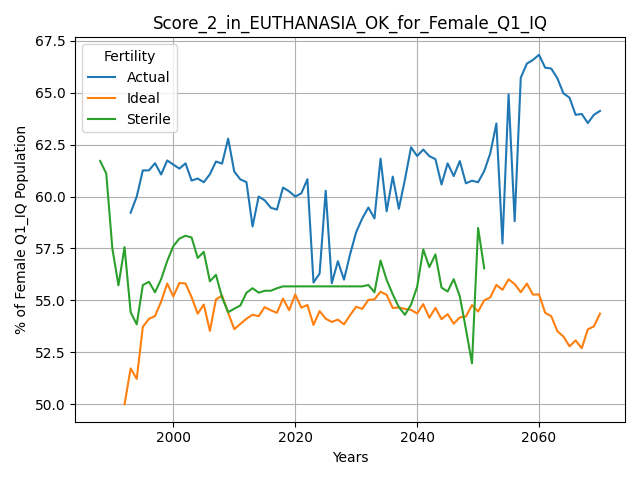 Score_2_in_EUTHANASIA_OK_for_Female_Q1_IQ
Fertility
Actual
Ideal
Sterile
% of Female Q1_IQ Population
67.5
65.0
62.5
60.0
57.5
55.0
52.5
50.0
2000 2020 2040 2060
Years